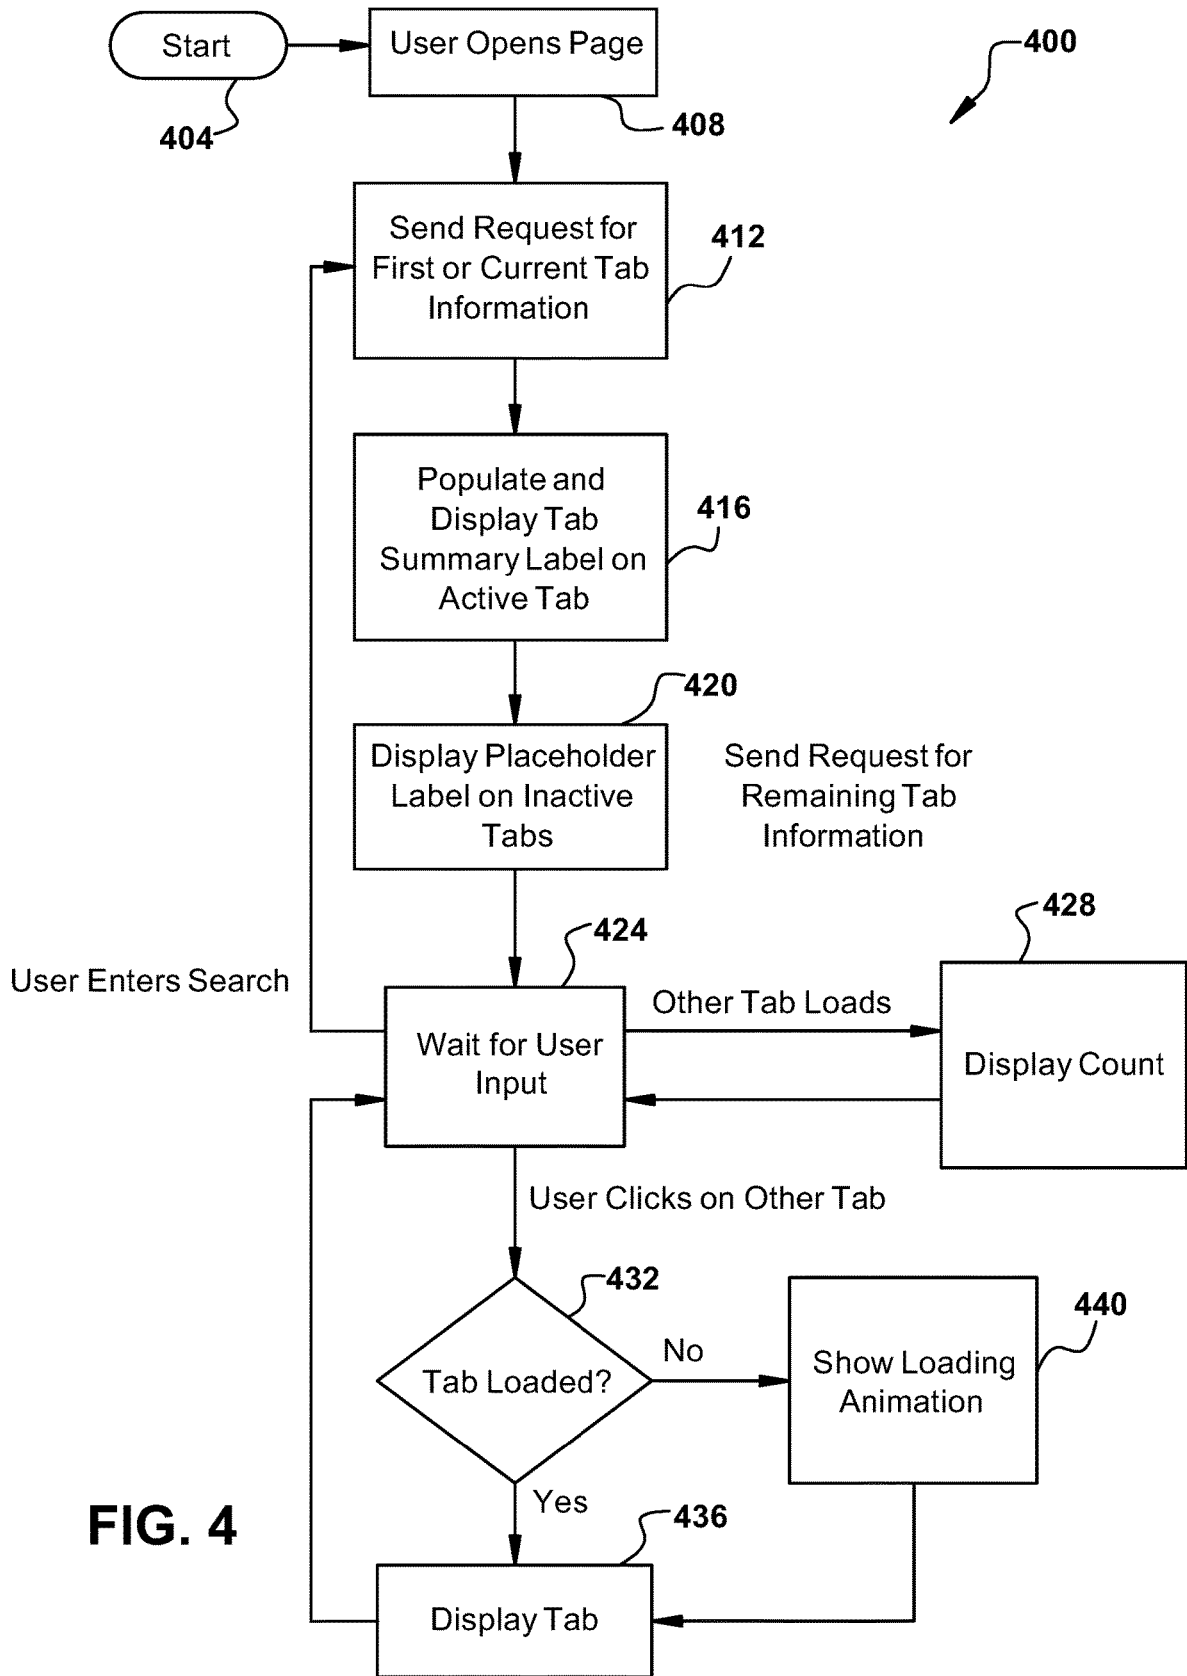 Start
User Opens Page
400
404
408
Send Request for
First or Current Tab
Information
412
Populate and
Display Tab
Summary Label on
Active Tab
416
420
Display Placeholder
Label on Inactive
Tabs
Send Request for
Remaining Tab
Information
424
428
User Enters Search
Other Tab Loads
Wait for User
Input
Display Count
User Clicks on Other Tab
432
Tab Loaded?
No
Show Loading
Animation
440
Yes
436
Display Tab
FIG. 4